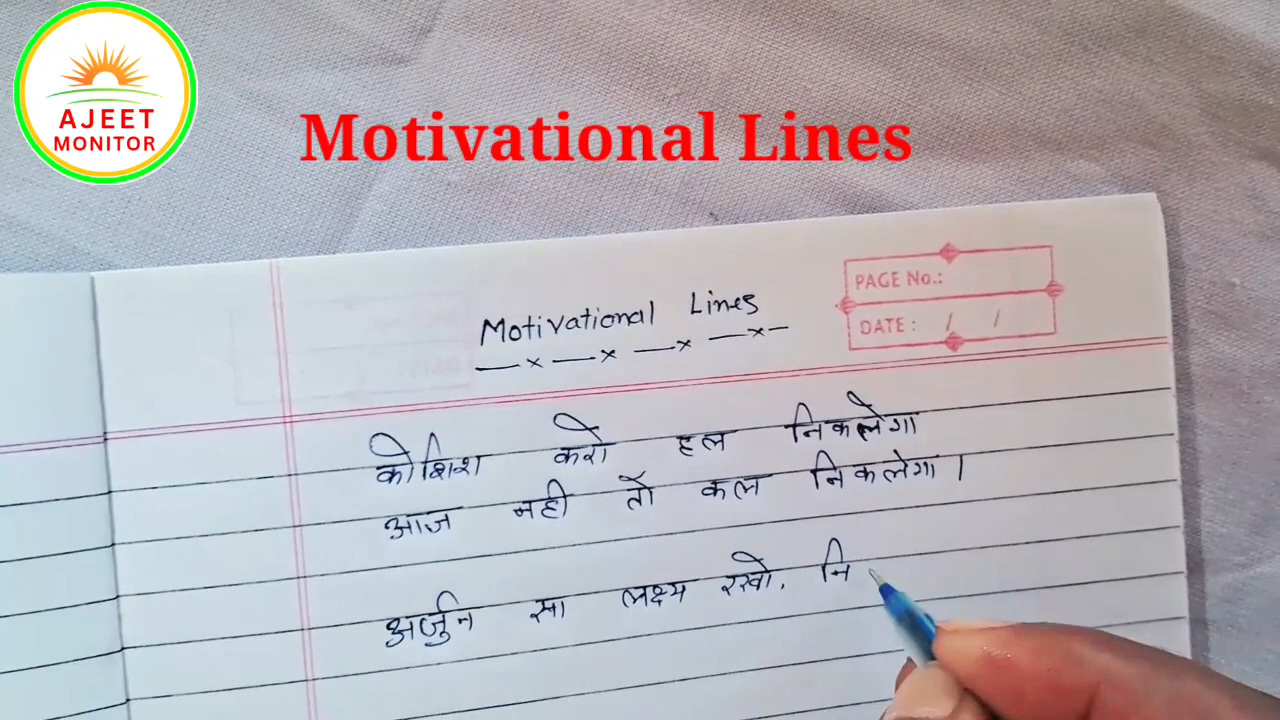 AJEET
MONITOR
Motivational Lines
PAGE No.:
DATE : / /
Motivational Lines
कोशिश करो हल निकलेगा
आज नही तो कल निकलेगा ।
अर्जुन सा लक्ष्य रखो, नि